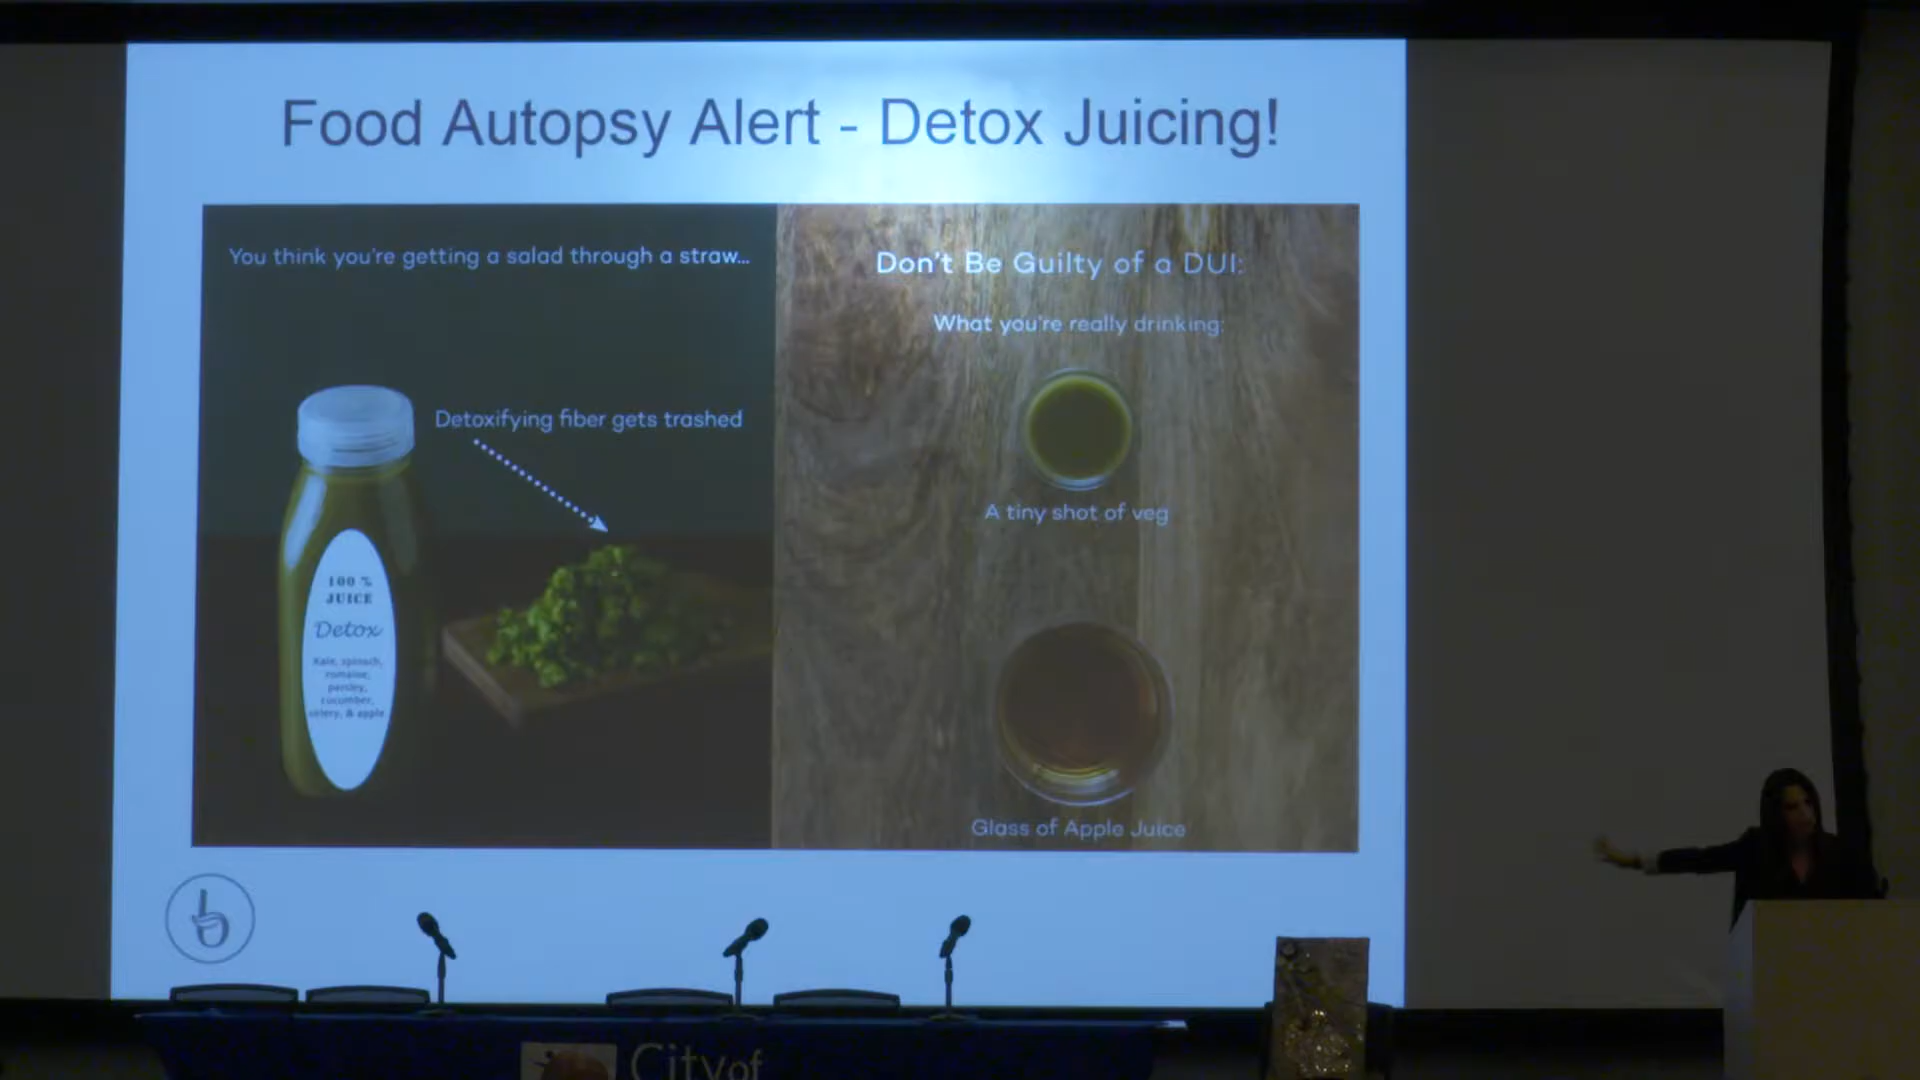 Food Autopsy Alert - Detox Juicing!
You think you're getting a salad through a straw...
Detoxifying fiber gets trashed
100 %
JUICE
Detox
Kale, spinach,
romaine,
parsley,
cucumber,
celery, & apple
Don't Be Guilty of a DUI:
What you're really drinking:
A tiny shot of veg
Glass of Apple Juice
b
City of